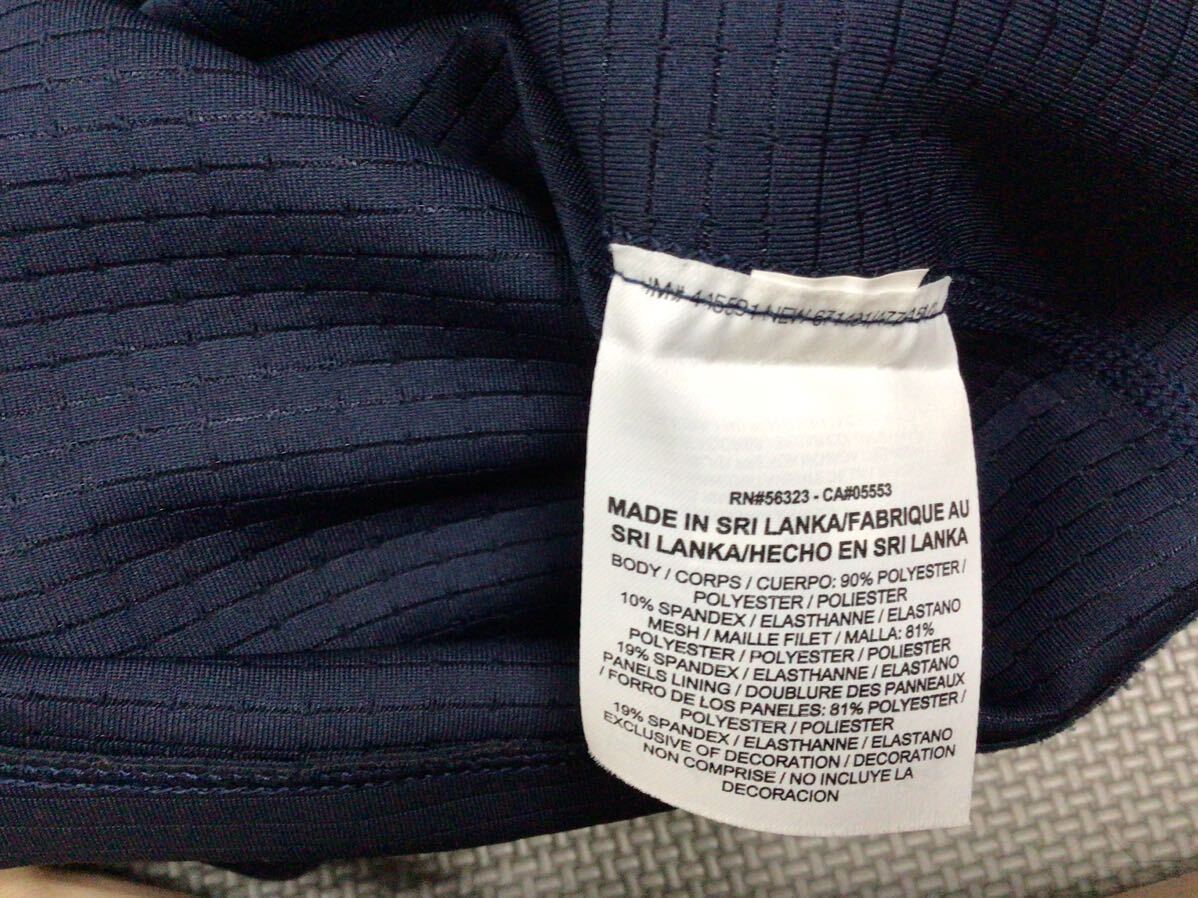 445591 NEW
RN#56323 - CA#05553
MADE IN SRI LANKA/FABRIQUE AU
SRI LANKA/HECHO EN SRI LANKA
BODY / CORPS / CUERPO: 90% POLYESTER /
POLYESTER / POLIESTER
10% SPANDEX / ELASTHANNE / ELASTANO
MESH / MAILLE FILET / MALLA: 81%
POLYESTER / POLYESTER / POLIESTER
19% SPANDEX / ELASTHANNE / ELASTANO
PANELS LINING / DOUBLURE DES PANNEAUX
/ FORRO DE LOS PANELES: 81% POLYESTER /
POLYESTER / POLIESTER
19% SPANDEX / ELASTHANNE / ELASTANO
EXCLUSIVE OF DECORATION / DECORATION
NON COMPRISE / NO INCLUYE LA
DECORACION